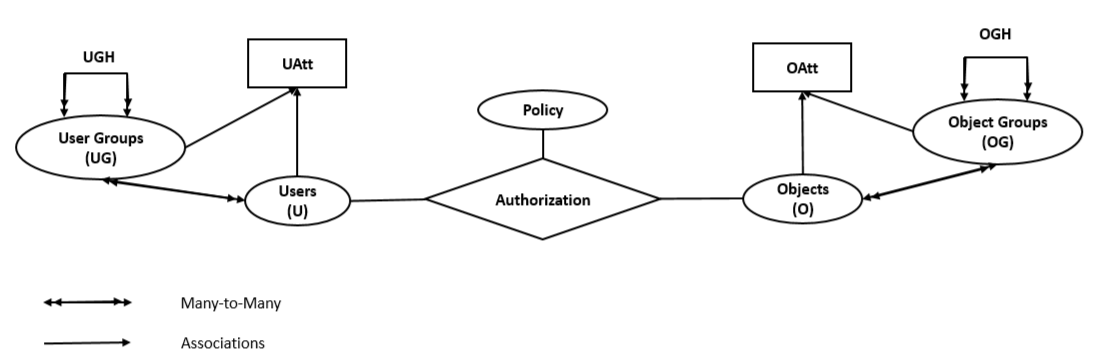 UGH
UAtt
User Groups
(UG)
Users
(U)
Policy
Authorization
OGH
OAtt
Object Groups
(OG)
Objects
(O)
Many-to-Many
Associations